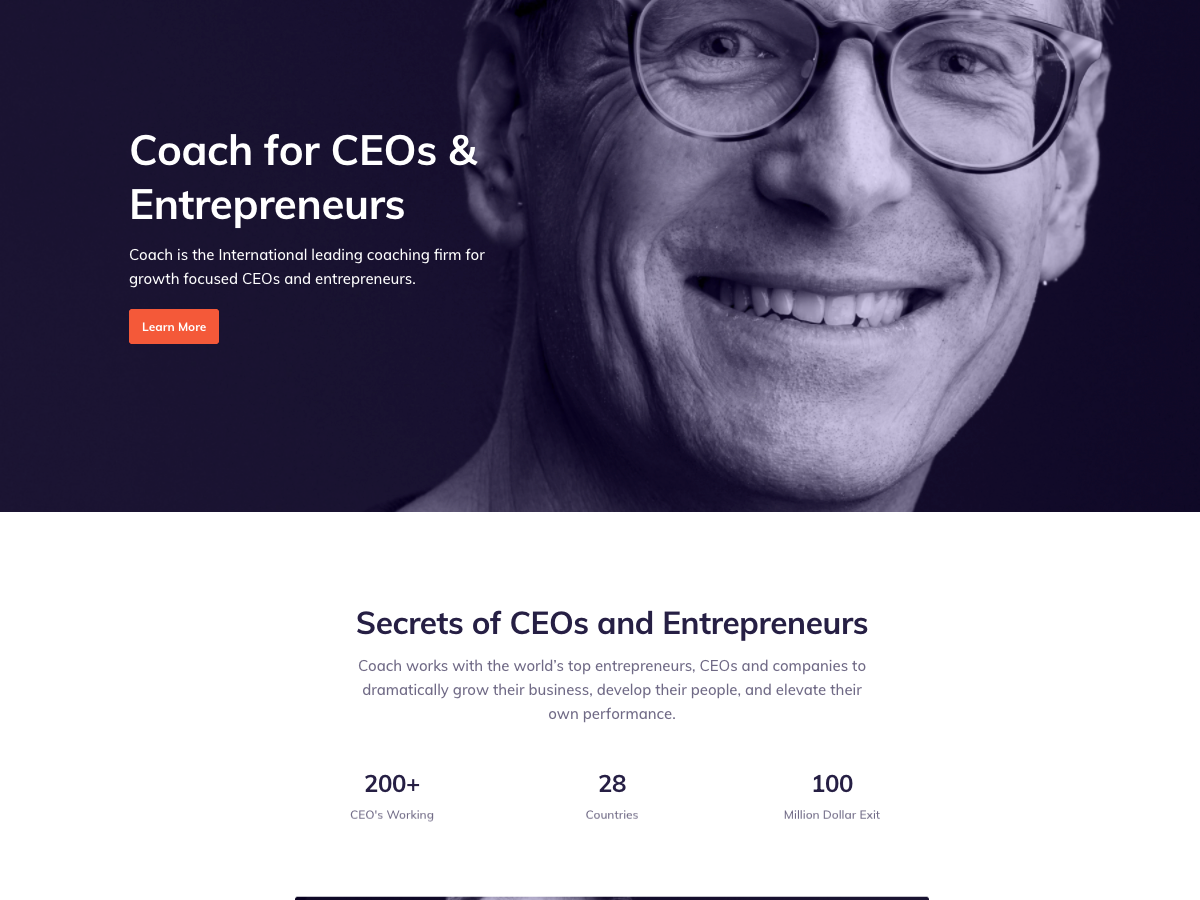 Coach for CEOs &
Entrepreneurs
Coach is the International leading coaching firm for
growth focused CEOs and entrepreneurs.
Learn More
Secrets of CEOs and Entrepreneurs
Coach works with the world’s top entrepreneurs, CEOs and companies to
dramatically grow their business, develop their people, and elevate their
own performance.
200+
CEO's Working
28
Countries
100
Million Dollar Exit